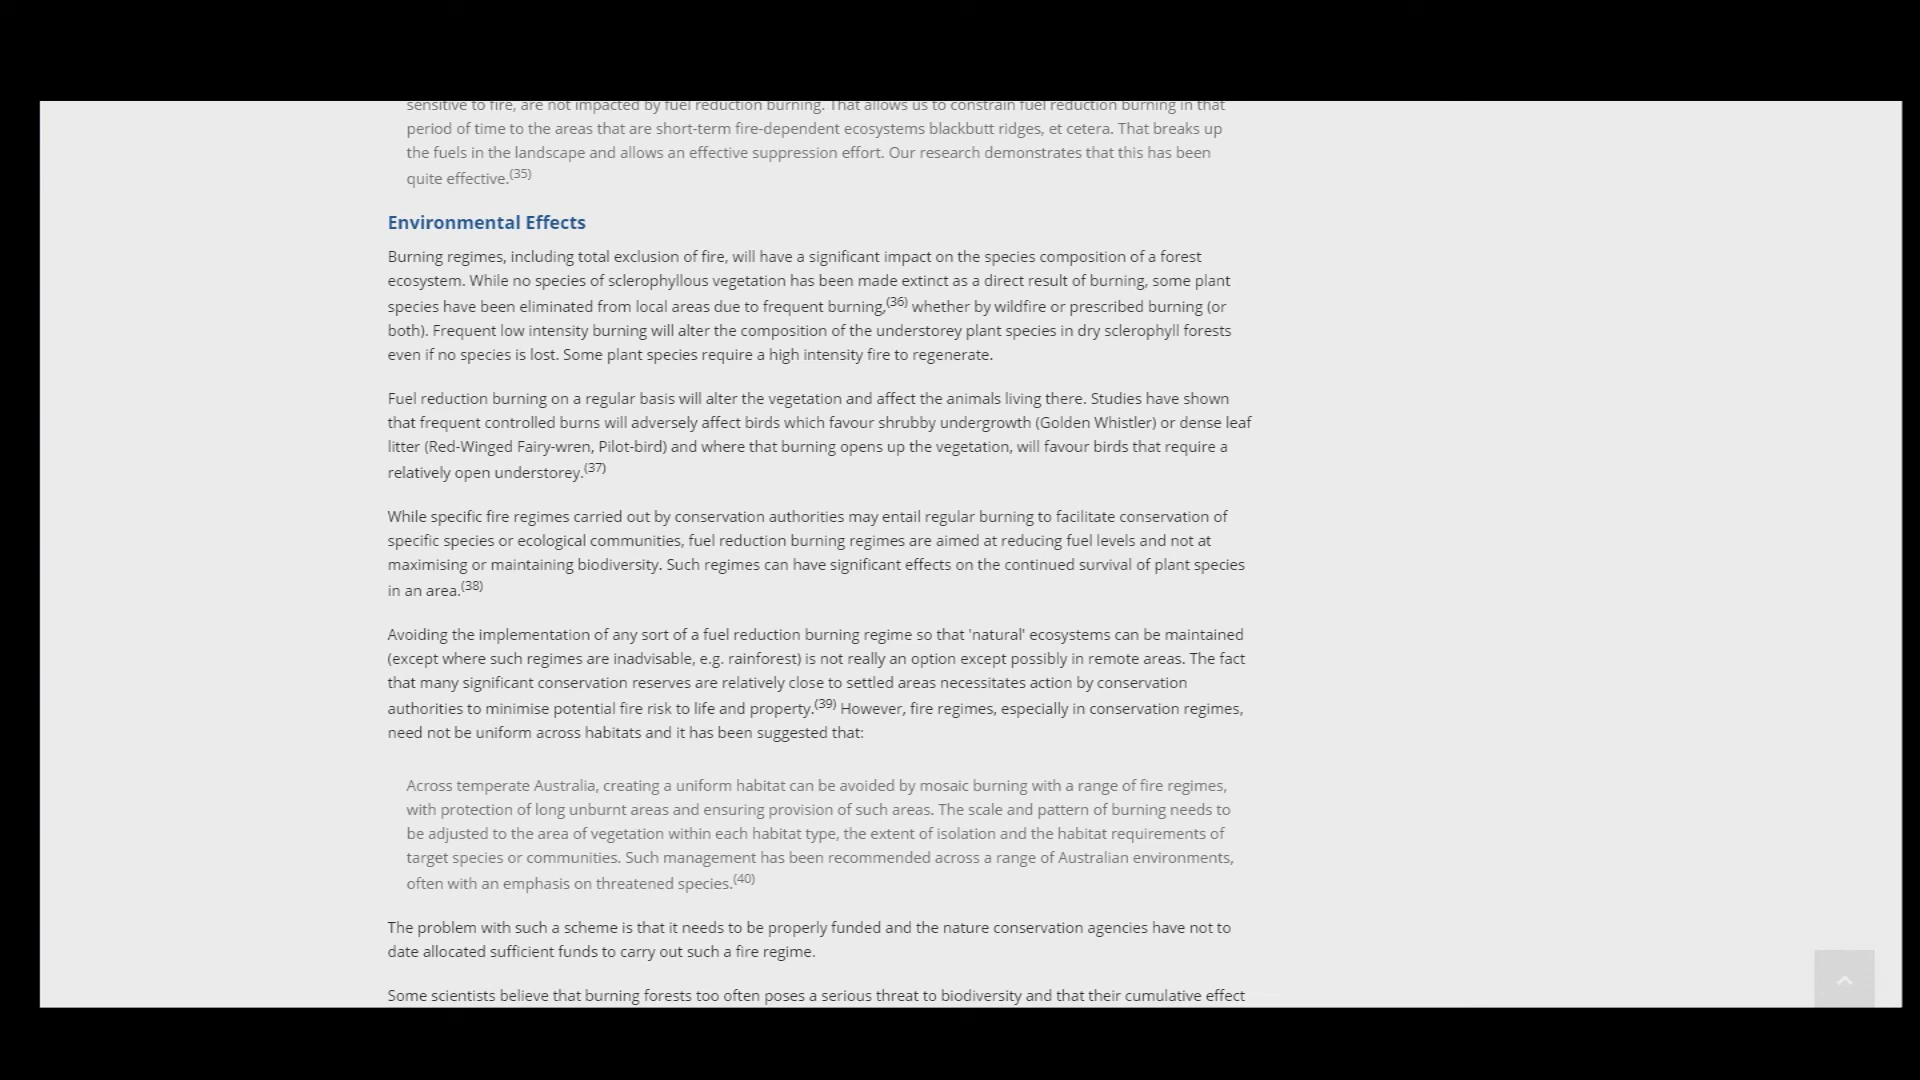 sensitive to fire, are not impacted by fuel reduction burning. That allows us to constrain fuel reduction burning in that
period of time to the areas that are short-term fire-dependent ecosystems blackbutt ridges, et cetera. That breaks up
the fuels in the landscape and allows an effective suppression effort. Our research demonstrates that this has been
quite effective.(35)
Environmental Effects
Burning regimes, including total exclusion of fire, will have a significant impact on the species composition of a forest
ecosystem. While no species of sclerophyllous vegetation has been made extinct as a direct result of burning, some plant
species have been eliminated from local areas due to frequent burning,(36) whether by wildfire or prescribed burning (or
both). Frequent low intensity burning will alter the composition of the understorey plant species in dry sclerophyll forests
even if no species is lost. Some plant species require a high intensity fire to regenerate.
Fuel reduction burning on a regular basis will alter the vegetation and affect the animals living there. Studies have shown
that frequent controlled burns will adversely affect birds which favour shrubby undergrowth (Golden Whistler) or dense leaf
litter (Red-Winged Fairy-wren, Pilot-bird) and where that burning opens up the vegetation, will favour birds that require a
relatively open understorey.(37)
While specific fire regimes carried out by conservation authorities may entail regular burning to facilitate conservation of
specific species or ecological communities, fuel reduction burning regimes are aimed at reducing fuel levels and not at
maximising or maintaining biodiversity. Such regimes can have significant effects on the continued survival of plant species
in an area.(38)
Avoiding the implementation of any sort of a fuel reduction burning regime so that 'natural' ecosystems can be maintained
(except where such regimes are inadvisable, e.g. rainforest) is not really an option except possibly in remote areas. The fact
that many significant conservation reserves are relatively close to settled areas necessitates action by conservation
authorities to minimise potential fire risk to life and property.(39) However, fire regimes, especially in conservation regimes,
need not be uniform across habitats and it has been suggested that:
Across temperate Australia, creating a uniform habitat can be avoided by mosaic burning with a range of fire regimes,
with protection of long unburnt areas and ensuring provision of such areas. The scale and pattern of burning needs to
be adjusted to the area of vegetation within each habitat type, the extent of isolation and the habitat requirements of
target species or communities. Such management has been recommended across a range of Australian environments,
often with an emphasis on threatened species.(40)
The problem with such a scheme is that it needs to be properly funded and the nature conservation agencies have not to
date allocated sufficient funds to carry out such a fire regime.
Some scientists believe that burning forests too often poses a serious threat to biodiversity and that their cumulative effect